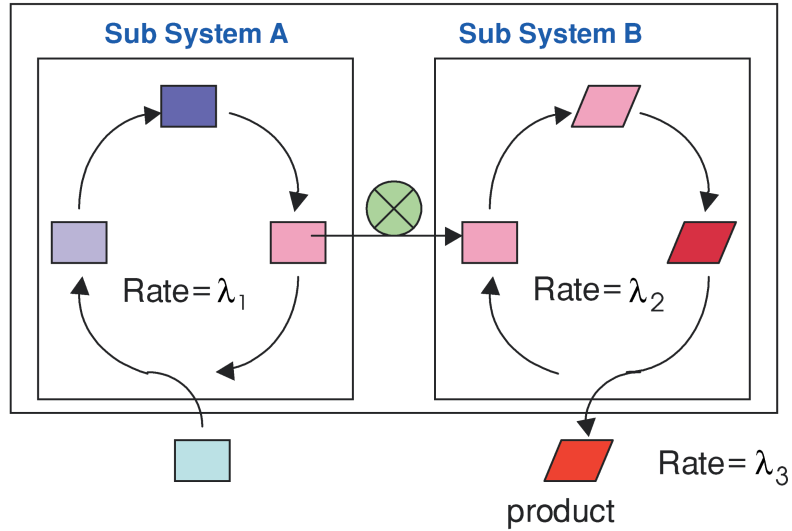 Sub System A
Sub System B
Rate= λ1
Rate= λ2
Rate= λ3
product